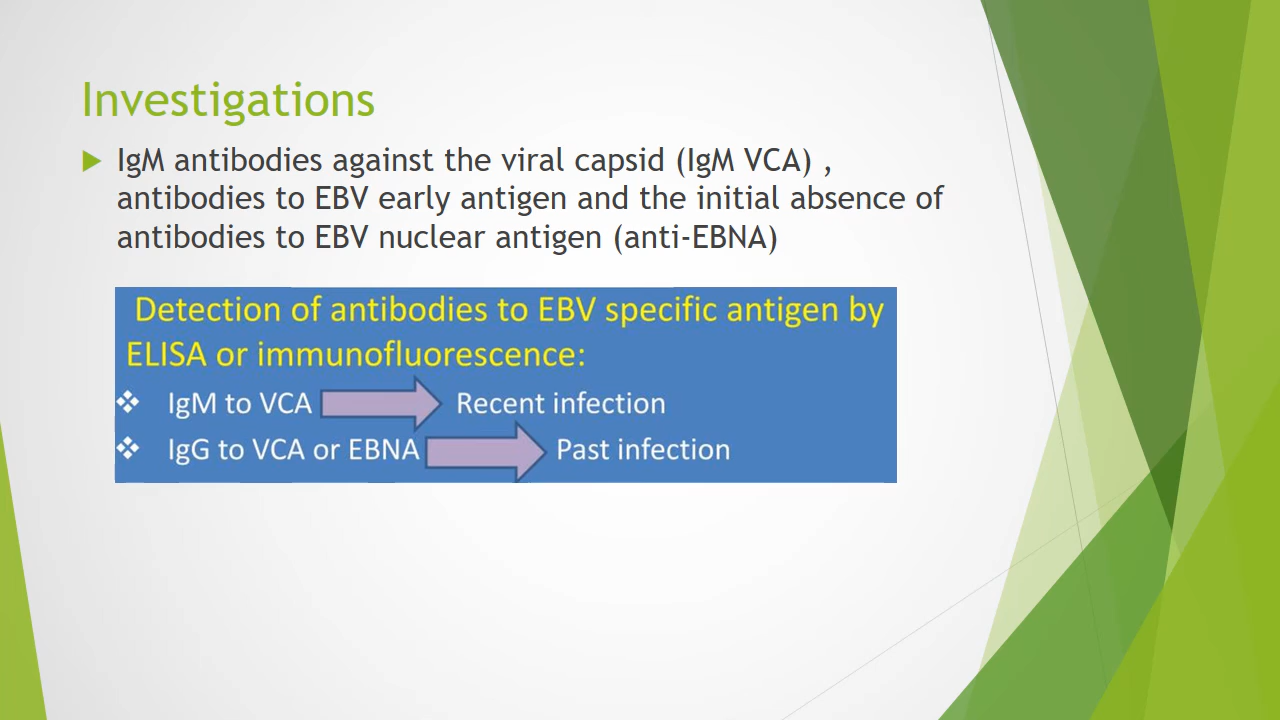 Investigations
IgM antibodies against the viral capsid (IgM VCA) ,
antibodies to EBV early antigen and the initial absence of
antibodies to EBV nuclear antigen (anti-EBNA)
Detection of antibodies to EBV specific antigen by
ELISA or immunofluorescence:
IgM to VCA Recent infection
IgG to VCA or EBNA Past infection